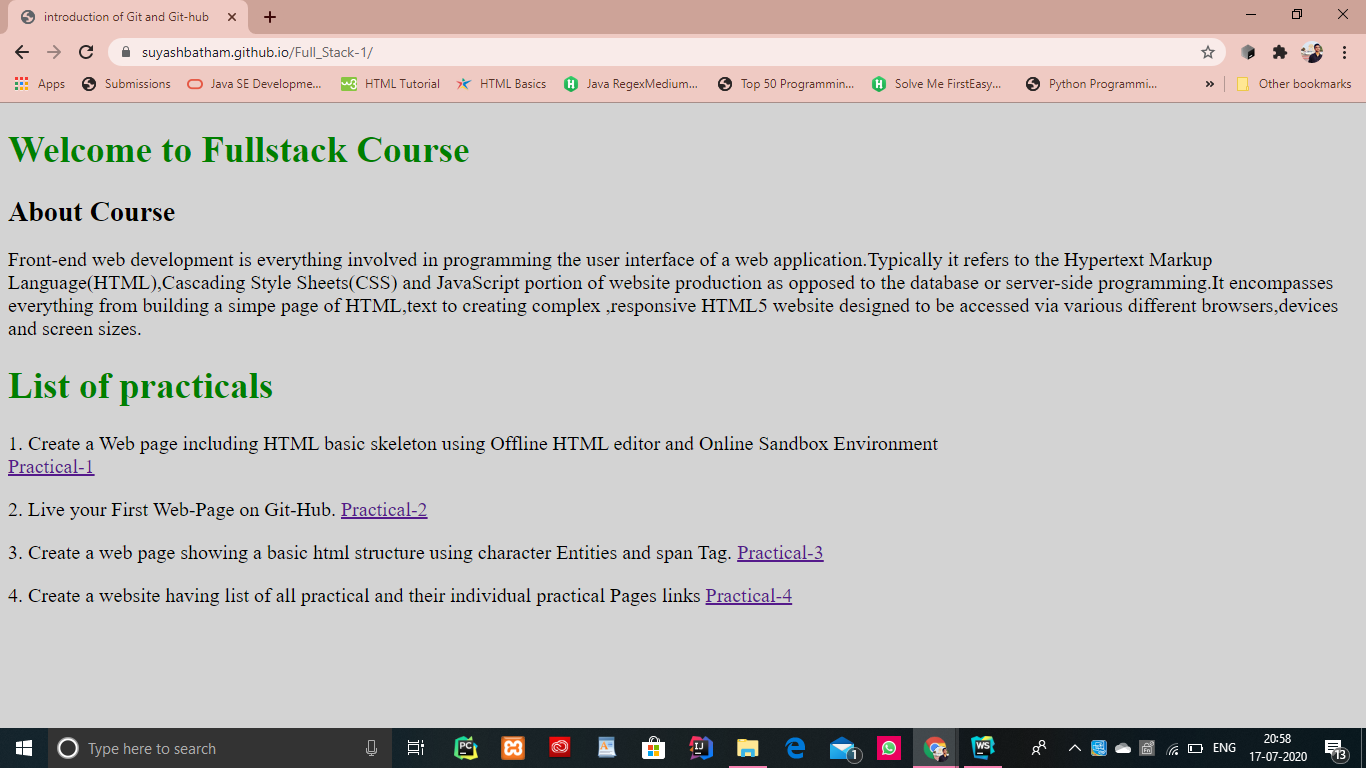 introduction of Git and Git-hub
suyashbatham.github.io/Full_Stack-1/
Apps Submissions Java SE Developme... HTML Tutorial HTML Basics Java RegexMedium... Top 50 Programmin... Solve Me FirstEasy... Python Programmi... » Other bookmarks
Welcome to Fullstack Course
About Course
Front-end web development is everything involved in programming the user interface of a web application.Typically it refers to the Hypertext Markup
Language(HTML),Cascading Style Sheets(CSS) and JavaScript portion of website production as opposed to the database or server-side programming.It encompasses
everything from building a simpe page of HTML,text to creating complex ,responsive HTML5 website designed to be accessed via various different browsers,devices
and screen sizes.
List of practicals
1. Create a Web page including HTML basic skeleton using Offline HTML editor and Online Sandbox Environment
Practical-1
2. Live your First Web-Page on Git-Hub. Practical-2
3. Create a web page showing a basic html structure using character Entities and span Tag. Practical-3
4. Create a website having list of all practical and their individual practical Pages links Practical-4
Type here to search PC IJ 1 WS ENG 20:58
17-07-2020 13